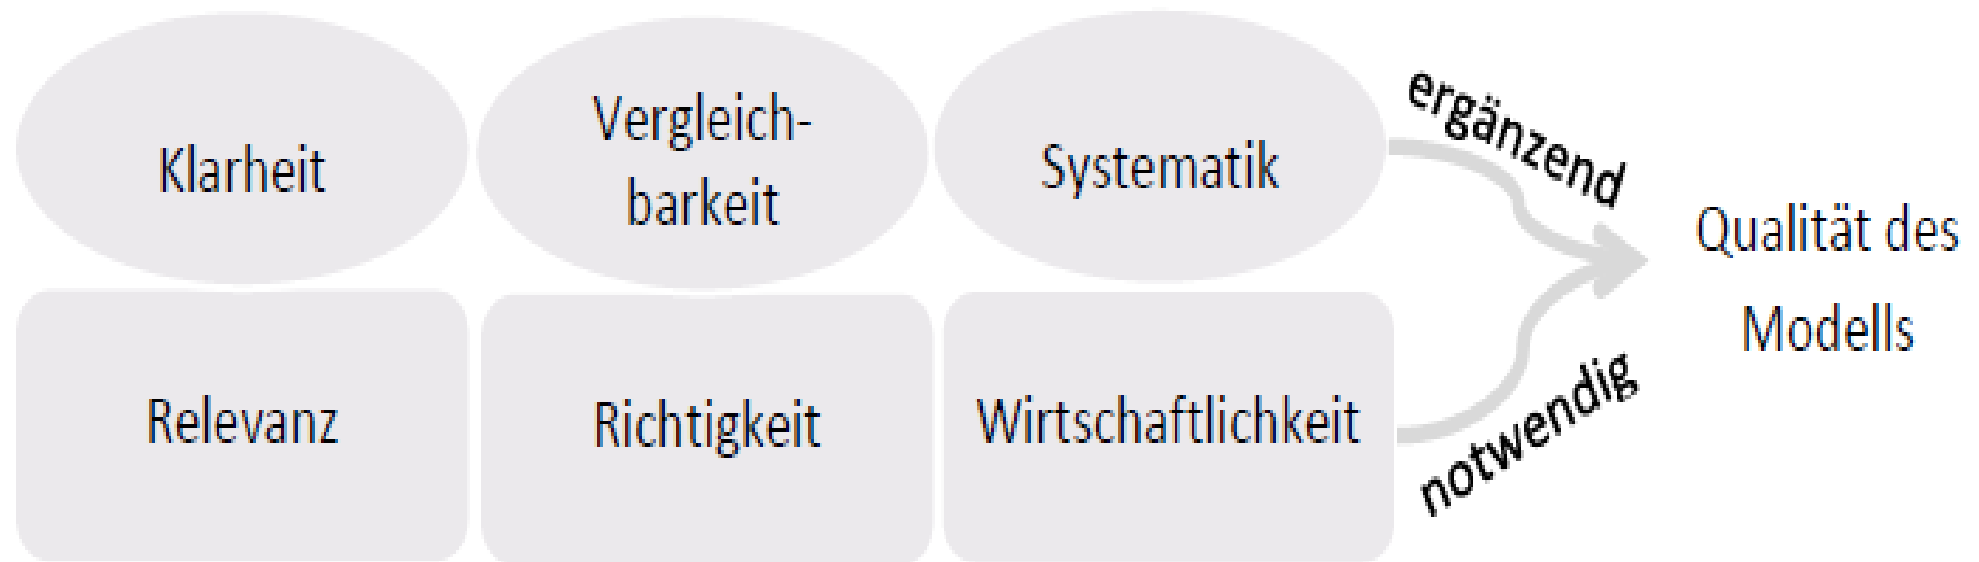 Klarheit
Vergleich-
barkeit
Systematik
ergänzend
Qualität des
Modells
Relevanz
Richtigkeit
Wirtschaftlichkeit
notwendig